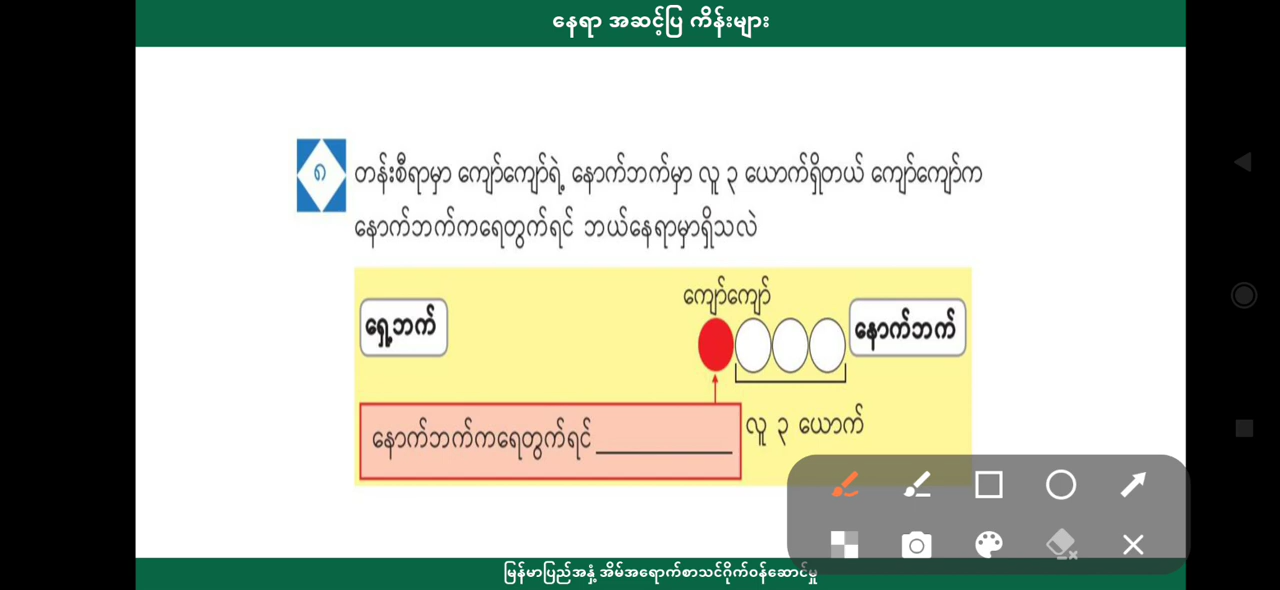 နေရာ အဆင့်ပြ ကိန်းများ
၈
တန်းစီရာမှာ ကျော်ကျော်ရဲ့ နောက်ဘက်မှာ လူ ၃ ယောက်ရှိတယ် ကျော်ကျော်က
နောက်ဘက်ကရေတွက်ရင် ဘယ်နေရာမှာရှိသလဲ
ကျော်ကျော်
ရှေ့ဘက်
နောက်ဘက်
နောက်ဘက်ကရေတွက်ရင်
လူ ၃ ယောက်
မြန်မာပြည်အနှံ့ အိမ်အရောက်စာသင်ဂိုက်ဝန်ဆောင်မှု